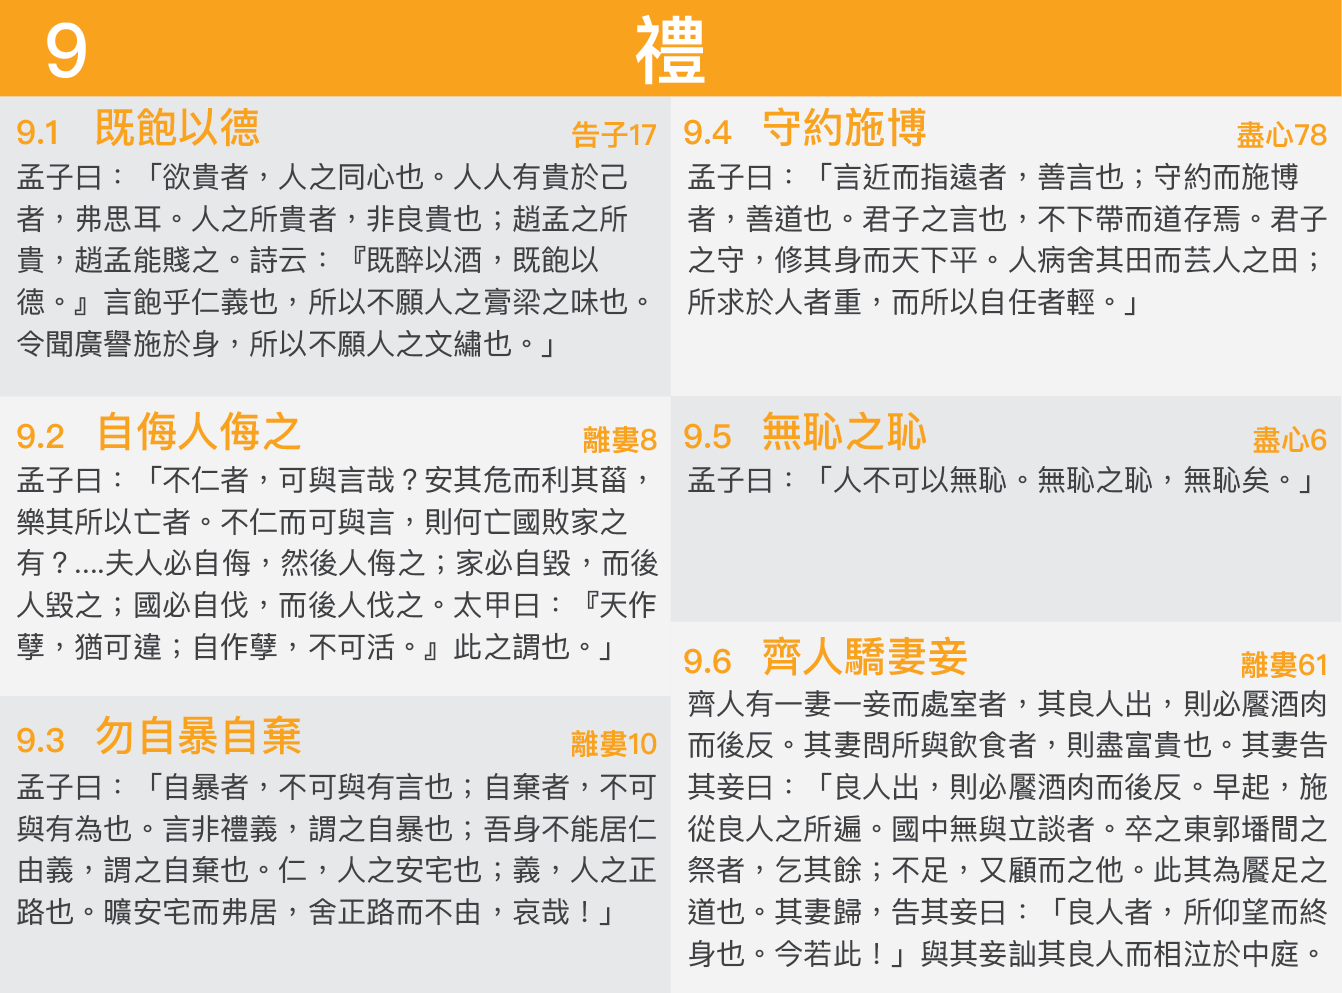 9 禮
9.1 既飽以德 告子17
孟子曰：「欲貴者，人之同心也。人人有貴於己
者，弗思耳。人之所貴者，非良貴也；趙孟之所
貴，趙孟能賤之。詩云：『既醉以酒，既飽以
德。』言飽乎仁義也，所以不願人之膏粱之味也。
令聞廣譽施於身，所以不願人之文繡也。」
9.2 自侮人侮之 離婁8
孟子曰：「不仁者，可與言哉？安其危而利其菑，
樂其所以亡者。不仁而可與言，則何亡國敗家之
有？....夫人必自侮，然後人侮之；家必自毀，而後
人毀之；國必自伐，而後人伐之。太甲曰：『天作
孽，猶可違；自作孽，不可活。』此之謂也。」
9.3 勿自暴自棄 離婁10
孟子曰：「自暴者，不可與有言也；自棄者，不可
與有為也。言非禮義，謂之自暴也；吾身不能居仁
由義，謂之自棄也。仁，人之安宅也；義，人之正
路也。曠安宅而弗居，舍正路而不由，哀哉！」
9.4 守約施博 盡心78
孟子曰：「言近而指遠者，善言也；守約而施博
者，善道也。君子之言也，不下帶而道存焉。君子
之守，修其身而天下平。人病舍其田而芸人之田；
所求於人者重，而所以自任者輕。」
9.5 無恥之恥 盡心6
孟子曰：「人不可以無恥。無恥之恥，無恥矣。」
9.6 齊人驕妻妾 離婁61
齊人有一妻一妾而處室者，其良人出，則必饜酒肉
而後反。其妻問所與飲食者，則盡富貴也。其妻告
其妾曰：「良人出，則必饜酒肉而後反。早起，施
從良人之所遍。國中無與立談者。卒之東郭墦間之
祭者，乞其餘；不足，又顧而之他。此其為饜足之
道也。其妻歸，告其妾曰：「良人者，所仰望而終
身也。今若此！」與其妾訕其良人而相泣於中庭。